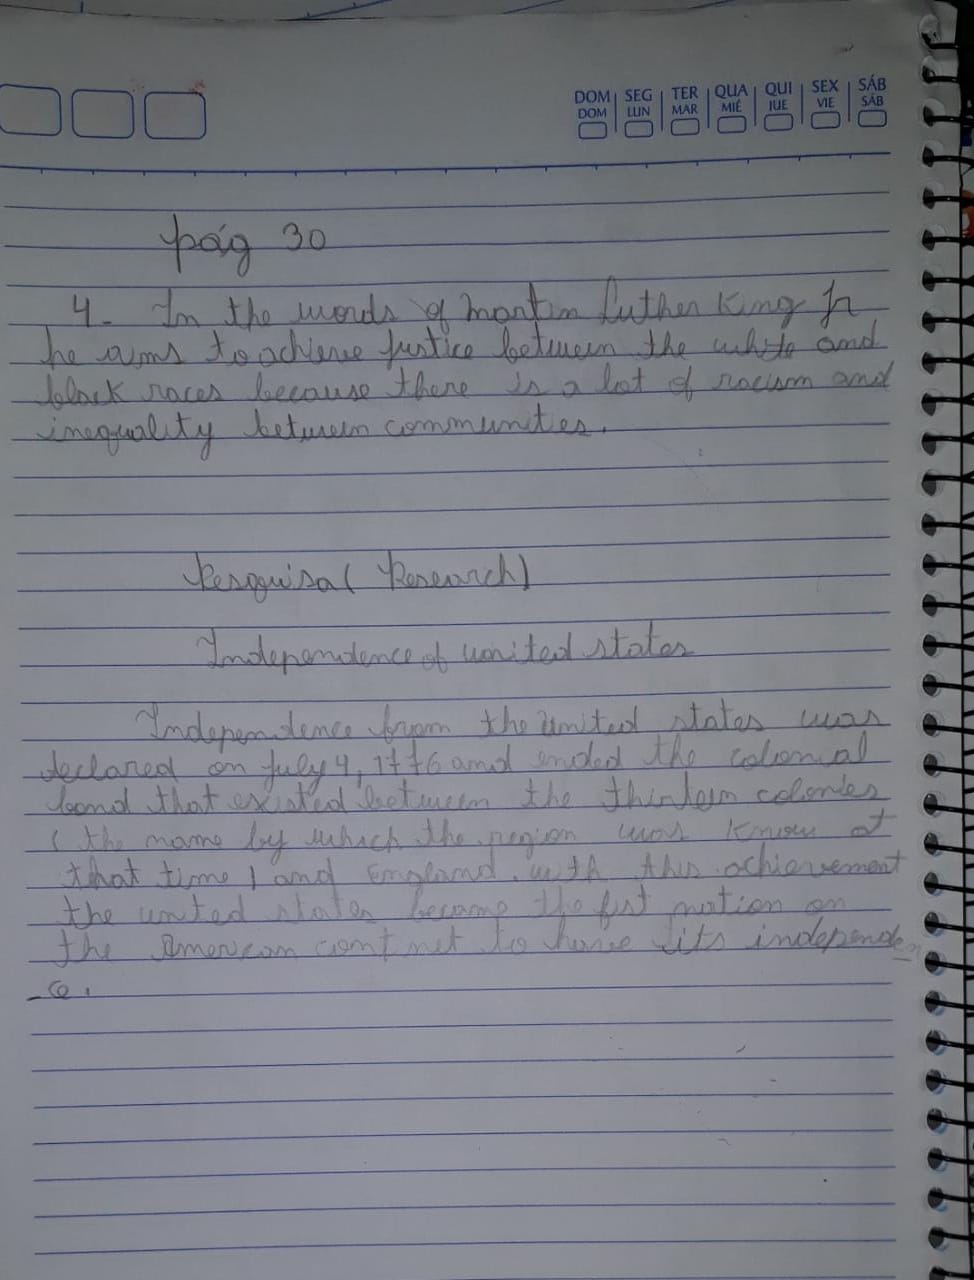 DOM SEG TER QUA QUI SEX SÁB
DOM LUN MAR MIÉ JUE VIE SÁB
pág 30
4- In the words of martin Luther King Jr
he aims to achieve justice between the white and
black races because there is a lot of racism and
inequality between communities.
Pesquisa ( Research)
Independence of united states
Independence from the united states was
declared on July 4, 1776 and ended the colonial
bond that existed between the thirteen colonies
( the name by which the region was know at
that time ) and England. with this achievement
the united states became the fist nation on
the American continet to have its independen
-ce.